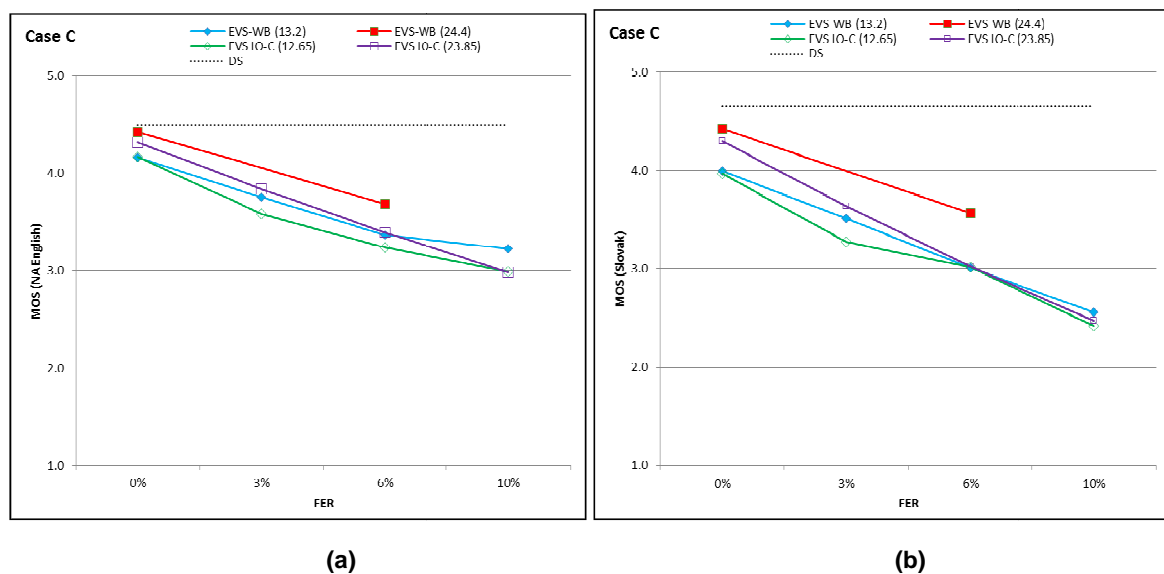 Case C
EVS-WB (13.2)
EVS-WB (24.4)
EVS IO-C (12.65)
EVS IO-C (23.85)
DS
5.0
4.0
3.0
2.0
1.0
MOS (NA English)
0%
3%
6%
10%
FER
(a)
Case C
EVS-WB (13.2)
EVS-WB (24.4)
EVS IO-C (12.65)
EVS IO-C (23.85)
DS
5.0
4.0
3.0
2.0
1.0
MOS (Slovak)
0%
3%
6%
10%
FER
(b)